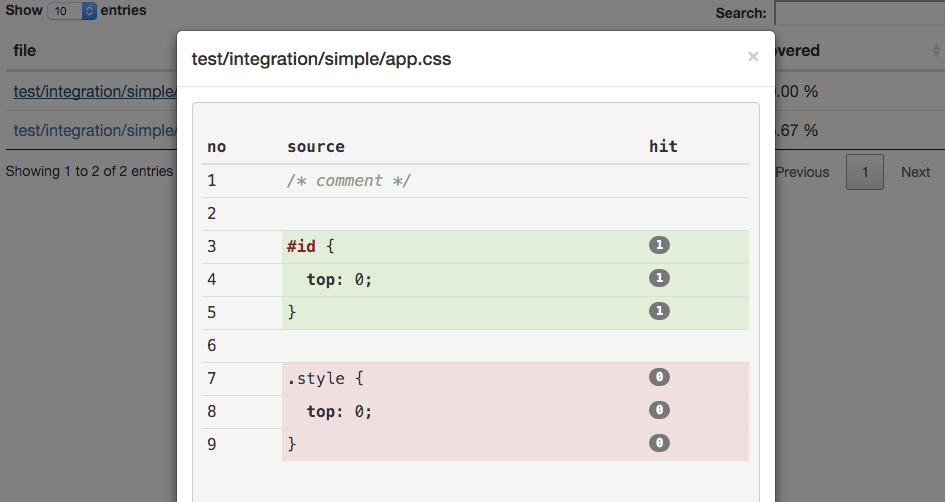 Show 10 entries
Search:
test/integration/simple/app.css ×
file
vered
test/integration/simple/
.00 %
test/integration/simple/
.67 %
Showing 1 to 2 of 2 entries
Previous 1 Next
no source hit
1 /* comment */
2
3 #id { 1
4 top: 0; 1
5 } 1
6
7 .style { 0
8 top: 0; 0
9 } 0